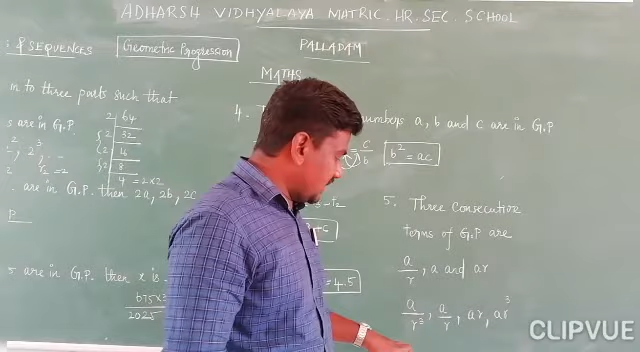 ADHARSH VIDHYALAYA MATRIC. HR. SEC. SCHOOL
PALLADAM
& SEQUENCES
Geometric Progression
MATHS
in to three parts such that
s are in G.P.
2 | 64
2 | 32
2 | 16
2 | 8
4 = 2×2
are in G.P. then 2a, 2b, 2c
P
5 are in G.P. then x is
675×3
2025
4.
numbers a, b and c are in G.P
= c/b
b² = ac
= 4.5
5. Three Consecutive
terms of G.P are
a/r, a and ar
a/r³, a/r, ar, ar³
CLIPVUE